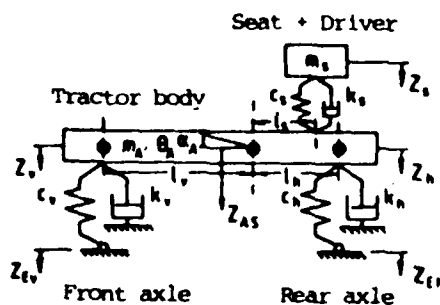 Seat + Driver
m_s
Z_s
c_s k_s
Tractor body
l_s
Z_v m_A, θ_A α_A Z_h
l_v l_h
c_v k_v Z_AS c_h k_h
Z_Ev Z_Eh
Front axle Rear axle